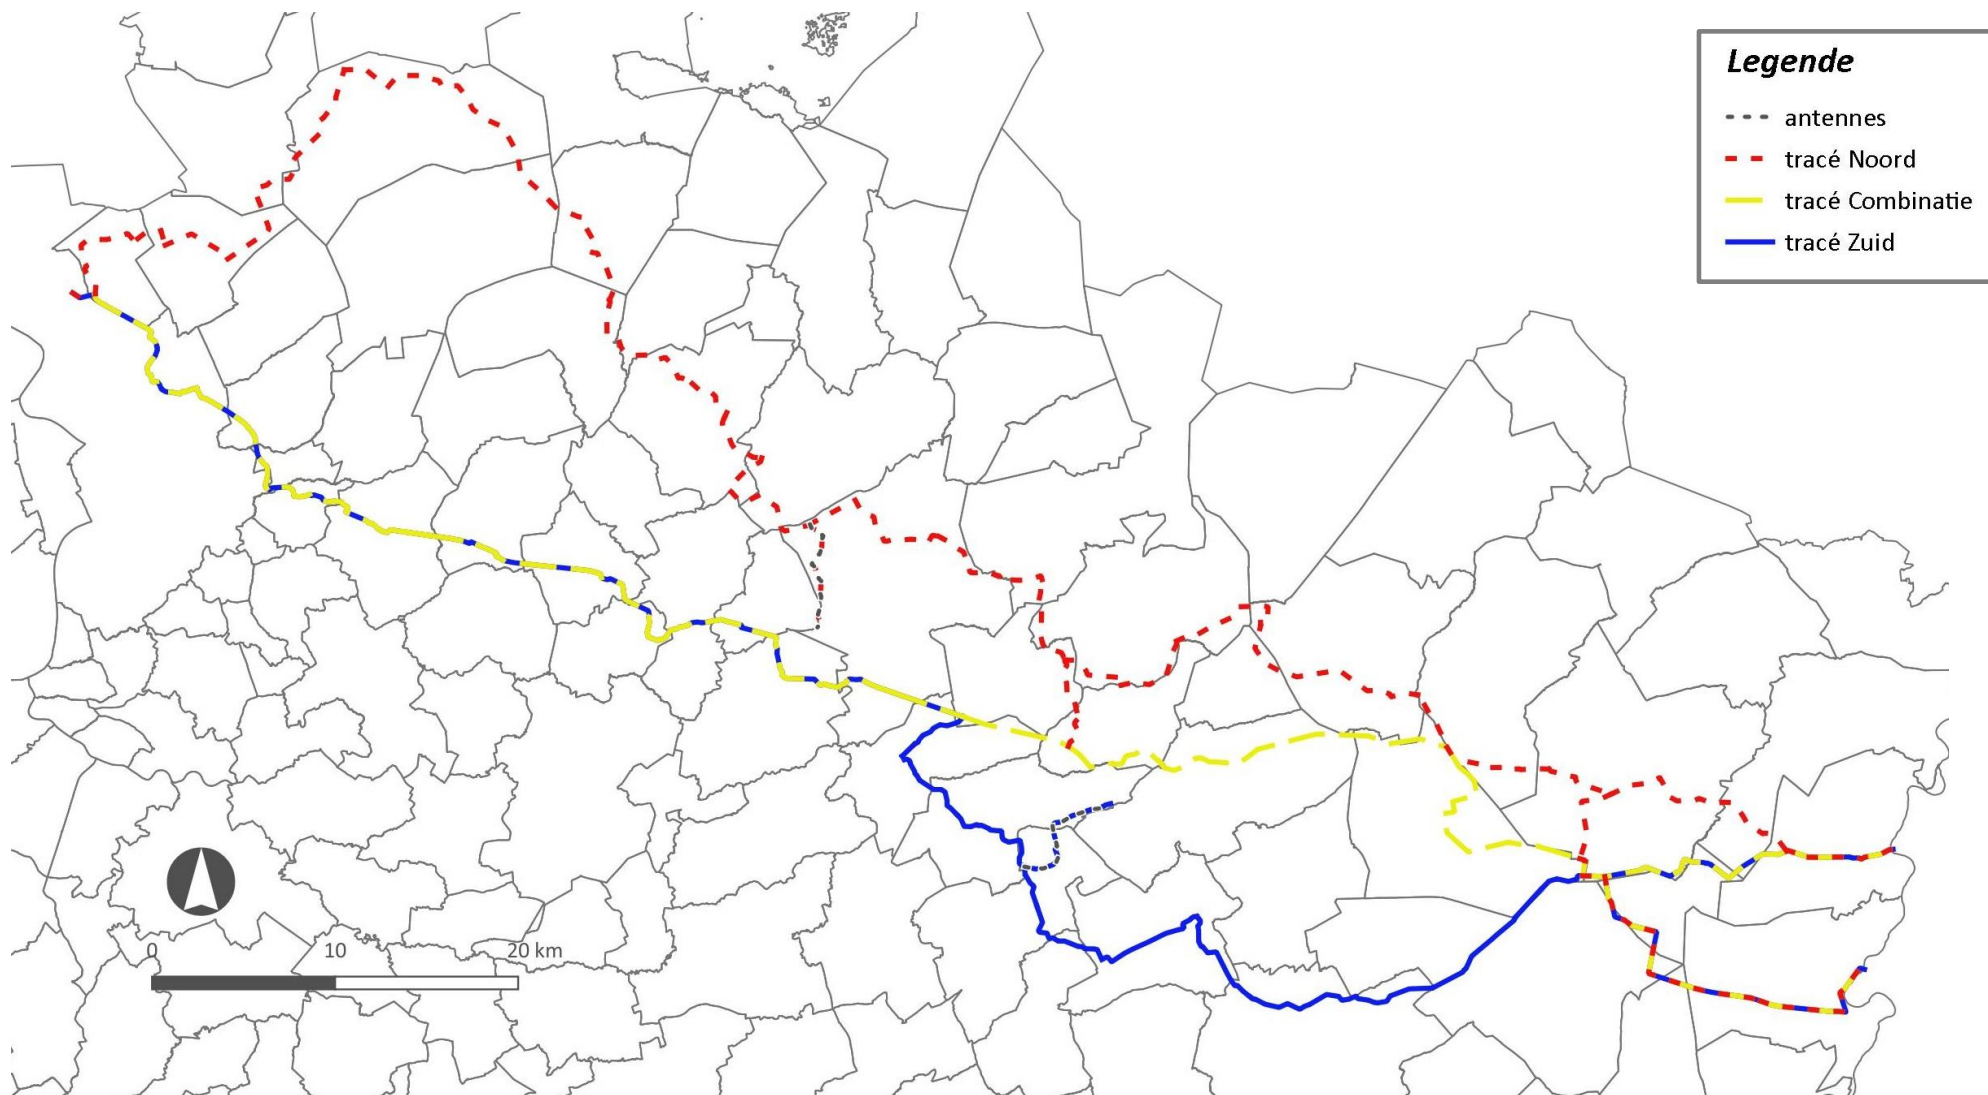 Legende
antennes
tracé Noord
tracé Combinatie
tracé Zuid
0 10 20 km